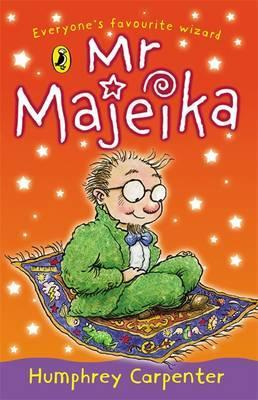 Everyone's favourite wizard
Mr
Majeika
Humphrey Carpenter